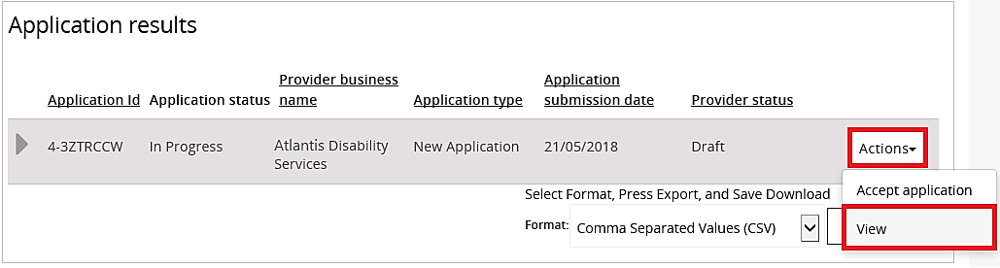 Application results
Application Id Application status Provider business name Application type Application submission date Provider status
4-3ZTRCCW In Progress Atlantis Disability Services New Application 21/05/2018 Draft Actions
Accept application
View
Select Format, Press Export, and Save Download
Format: Comma Separated Values (CSV)